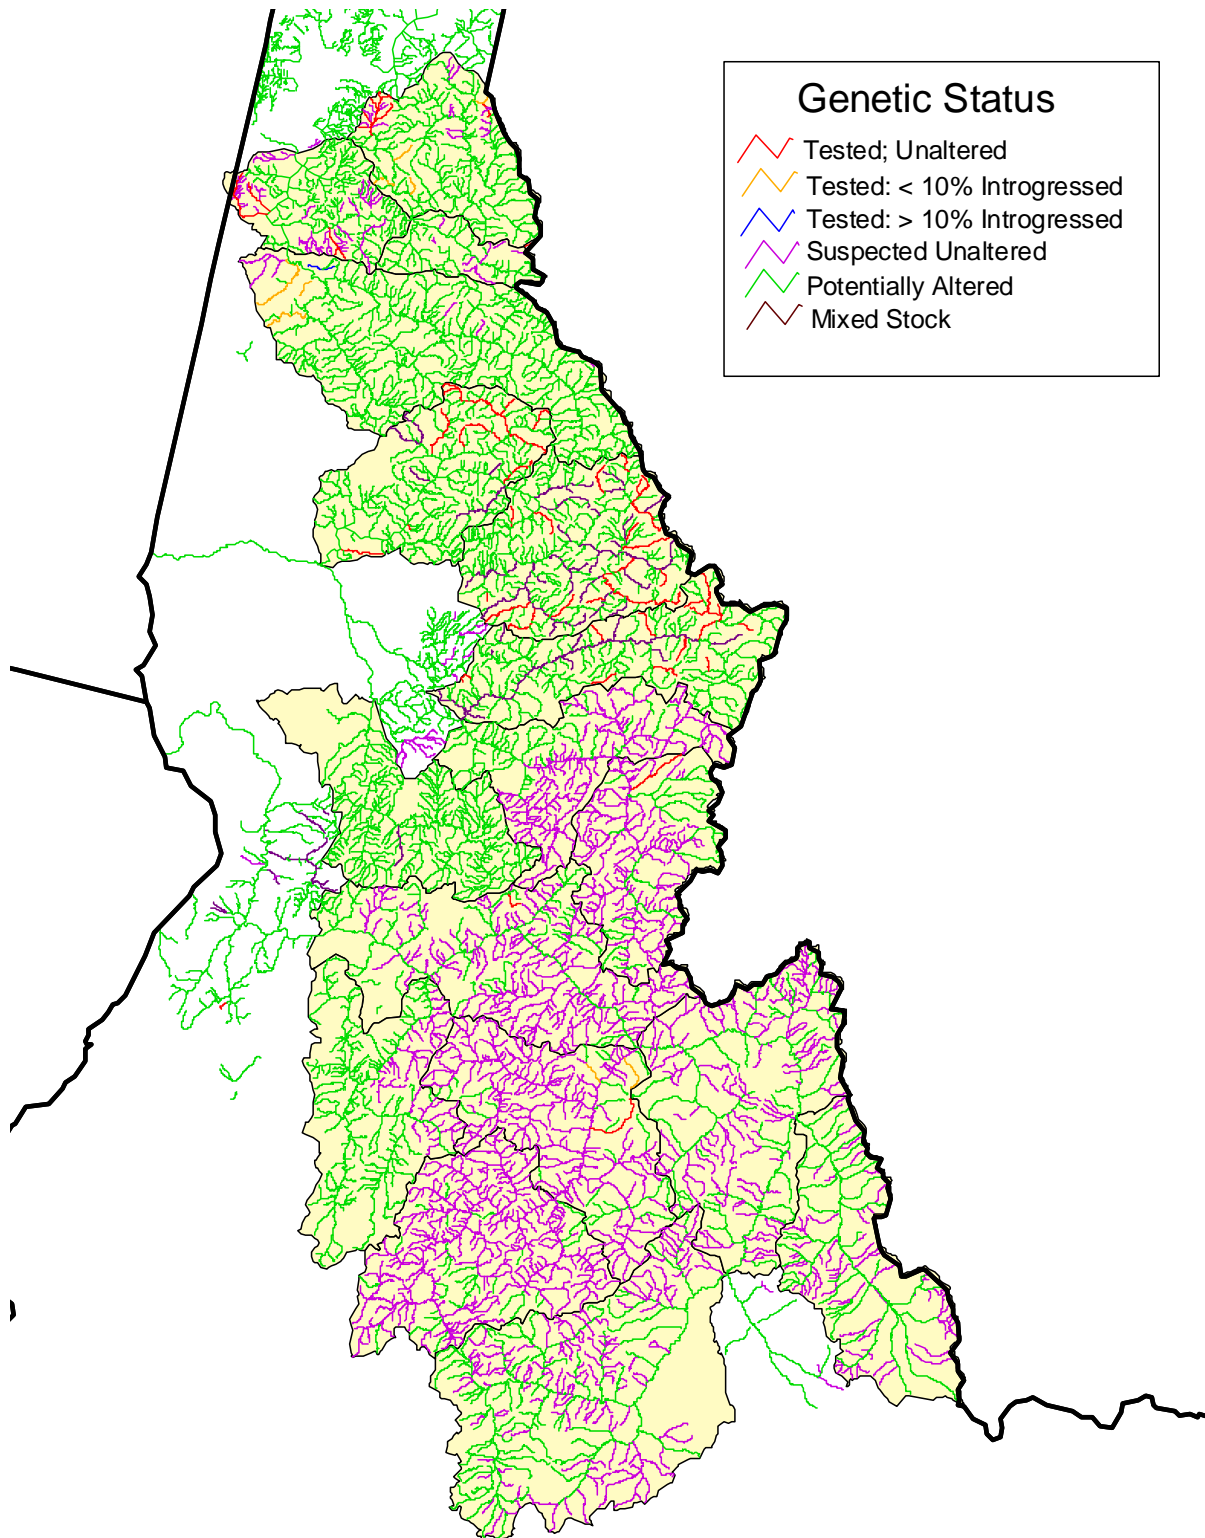 Genetic Status
Tested; Unaltered
Tested: < 10% Introgressed
Tested: > 10% Introgressed
Suspected Unaltered
Potentially Altered
Mixed Stock